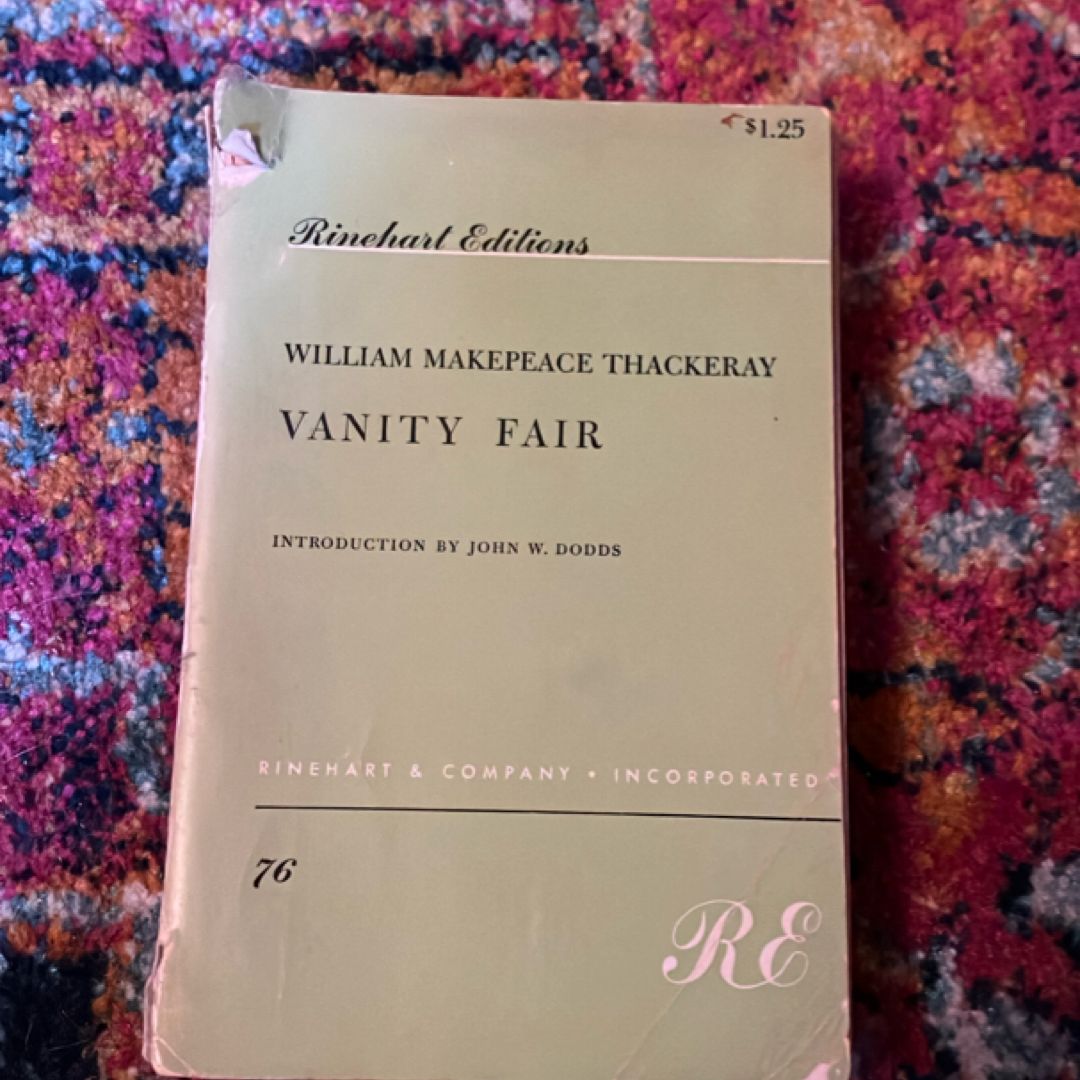 $1.25
Rinehart Editions
WILLIAM MAKEPEACE THACKERAY
VANITY FAIR
INTRODUCTION BY JOHN W. DODDS
RINEHART & COMPANY • INCORPORATED
76
RE